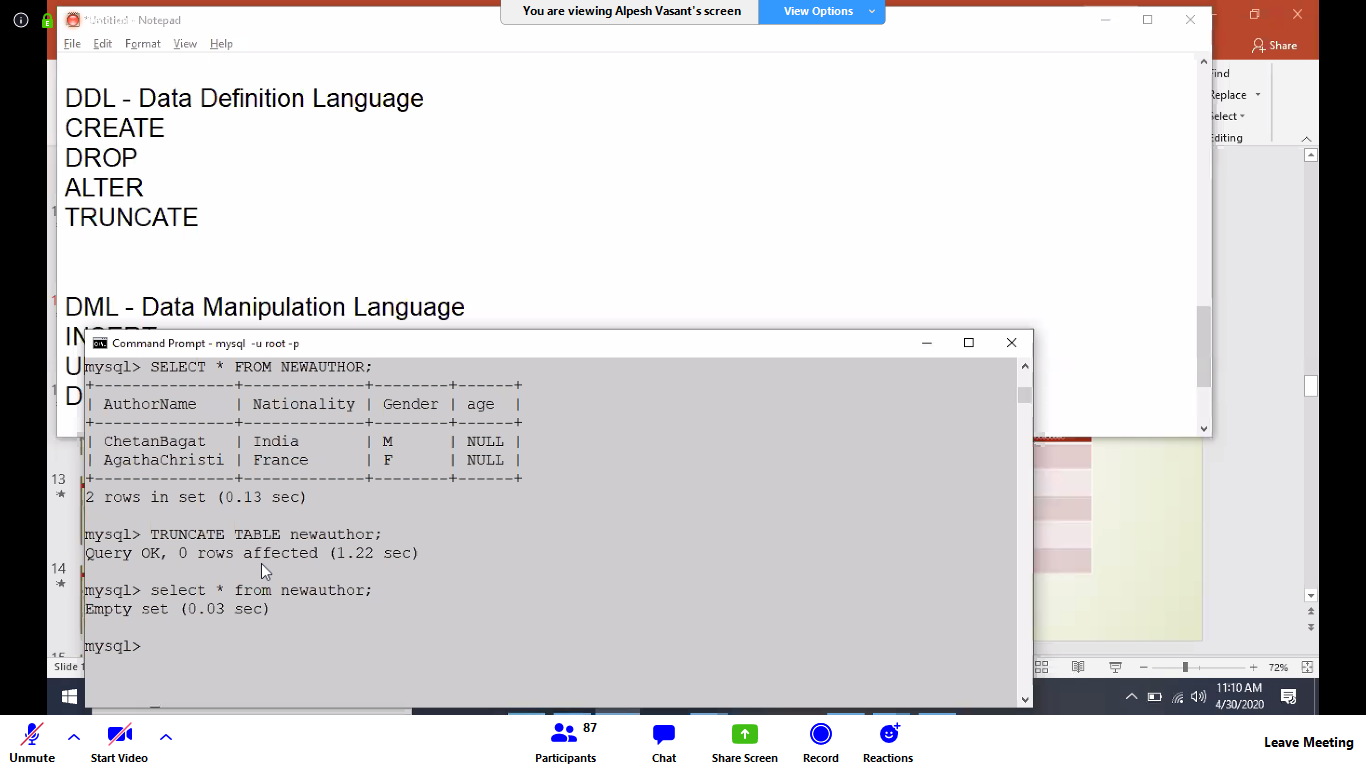 You are viewing Alpesh Vasant's screen
View Options
*Untitled - Notepad
File Edit Format View Help
Share
Find
Replace
Select
Editing
DDL - Data Definition Language
CREATE
DROP
ALTER
TRUNCATE
DML - Data Manipulation Language
Command Prompt - mysql -u root -p
mysql> SELECT * FROM NEWAUTHOR;
+---------------+-------------+--------+------+
| AuthorName | Nationality | Gender | age |
+---------------+-------------+--------+------+
| ChetanBagat | India | M | NULL |
| AgathaChristi | France | F | NULL |
+---------------+-------------+--------+------+
2 rows in set (0.13 sec)
mysql> TRUNCATE TABLE newauthor;
Query OK, 0 rows affected (1.22 sec)
mysql> select * from newauthor;
Empty set (0.03 sec)
mysql>
13
14
Slide 1
72%
11:10 AM
4/30/2020
Unmute
Start Video
87
Participants
Chat
Share Screen
Record
Reactions
Leave Meeting